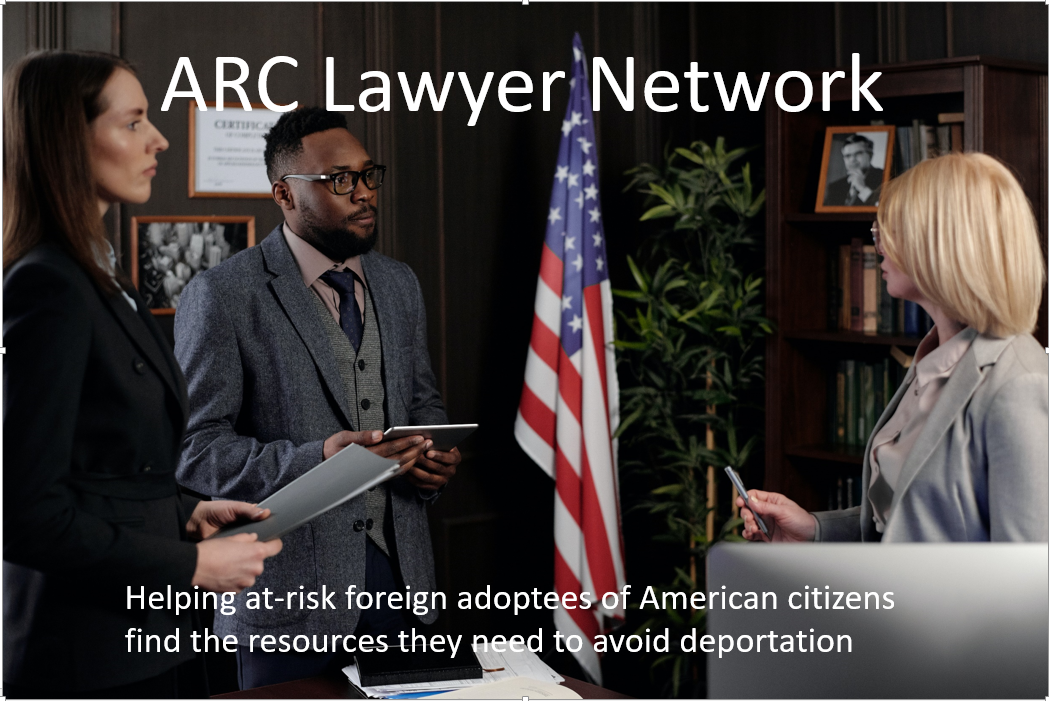 ARC Lawyer Network
CERTIFICA
Helping at-risk foreign adoptees of American citizens
find the resources they need to avoid deportation